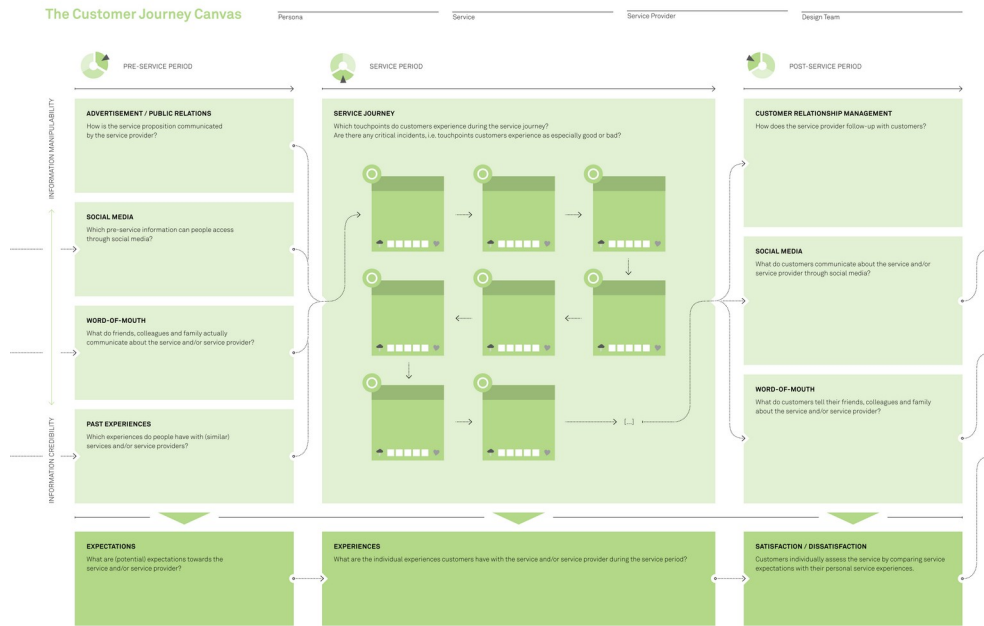 The Customer Journey Canvas
Persona
Service
Service Provider
Design Team
PRE-SERVICE PERIOD
SERVICE PERIOD
POST-SERVICE PERIOD
INFORMATION MANIPULABILITY
INFORMATION CREDIBILITY
ADVERTISEMENT / PUBLIC RELATIONS
How is the service proposition communicated
by the service provider?
SOCIAL MEDIA
Which pre-service information can people access
through social media?
WORD-OF-MOUTH
What do friends, colleagues and family actually
communicate about the service and/or service provider?
PAST EXPERIENCES
Which experiences do people have with (similar)
services and/or service providers?
SERVICE JOURNEY
Which touchpoints do customers experience during the service journey?
Are there any critical incidents, i.e. touchpoints customers experience as especially good or bad?
[...]
CUSTOMER RELATIONSHIP MANAGEMENT
How does the service provider follow-up with customers?
SOCIAL MEDIA
What do customers communicate about the service and/or
service provider through social media?
WORD-OF-MOUTH
What do customers tell their friends, colleagues and family
about the service and/or service provider?
EXPECTATIONS
What are (potential) expectations towards the
service and/or service provider?
EXPERIENCES
What are the individual experiences customers have with the service and/or service provider during the service period?
SATISFACTION / DISSATISFACTION
Customers individually assess the service by comparing service
expectations with their personal service experiences.